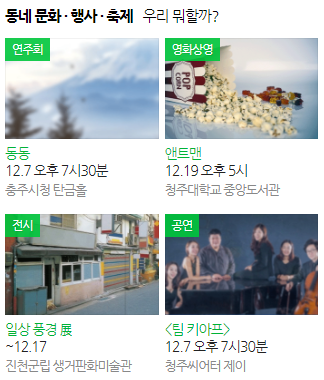 동네 문화 · 행사 · 축제 우리 뭐할까?
연주회
동동
12.7 오후 7시30분
충주시청 탄금홀
영화상영
POP
CORN
앤트맨
12.19 오후 5시
청주대학교 중앙도서관
전시
일상 풍경 展
~12.17
진천군립 생거판화미술관
공연
<팀 키아프>
12.7 오후 7시30분
청주씨어터 제이